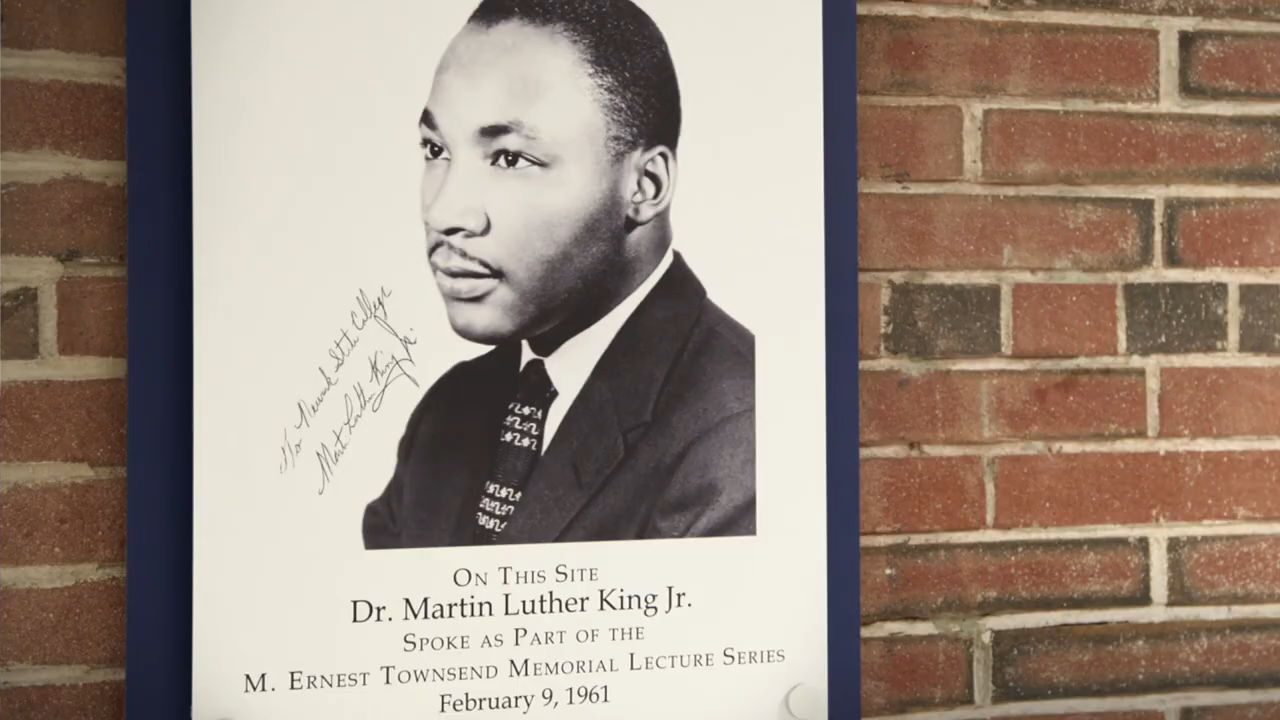 To Newark State College
Martin Luther King Jr.
On This Site
Dr. Martin Luther King Jr.
Spoke as Part of the
M. Ernest Townsend Memorial Lecture Series
February 9, 1961